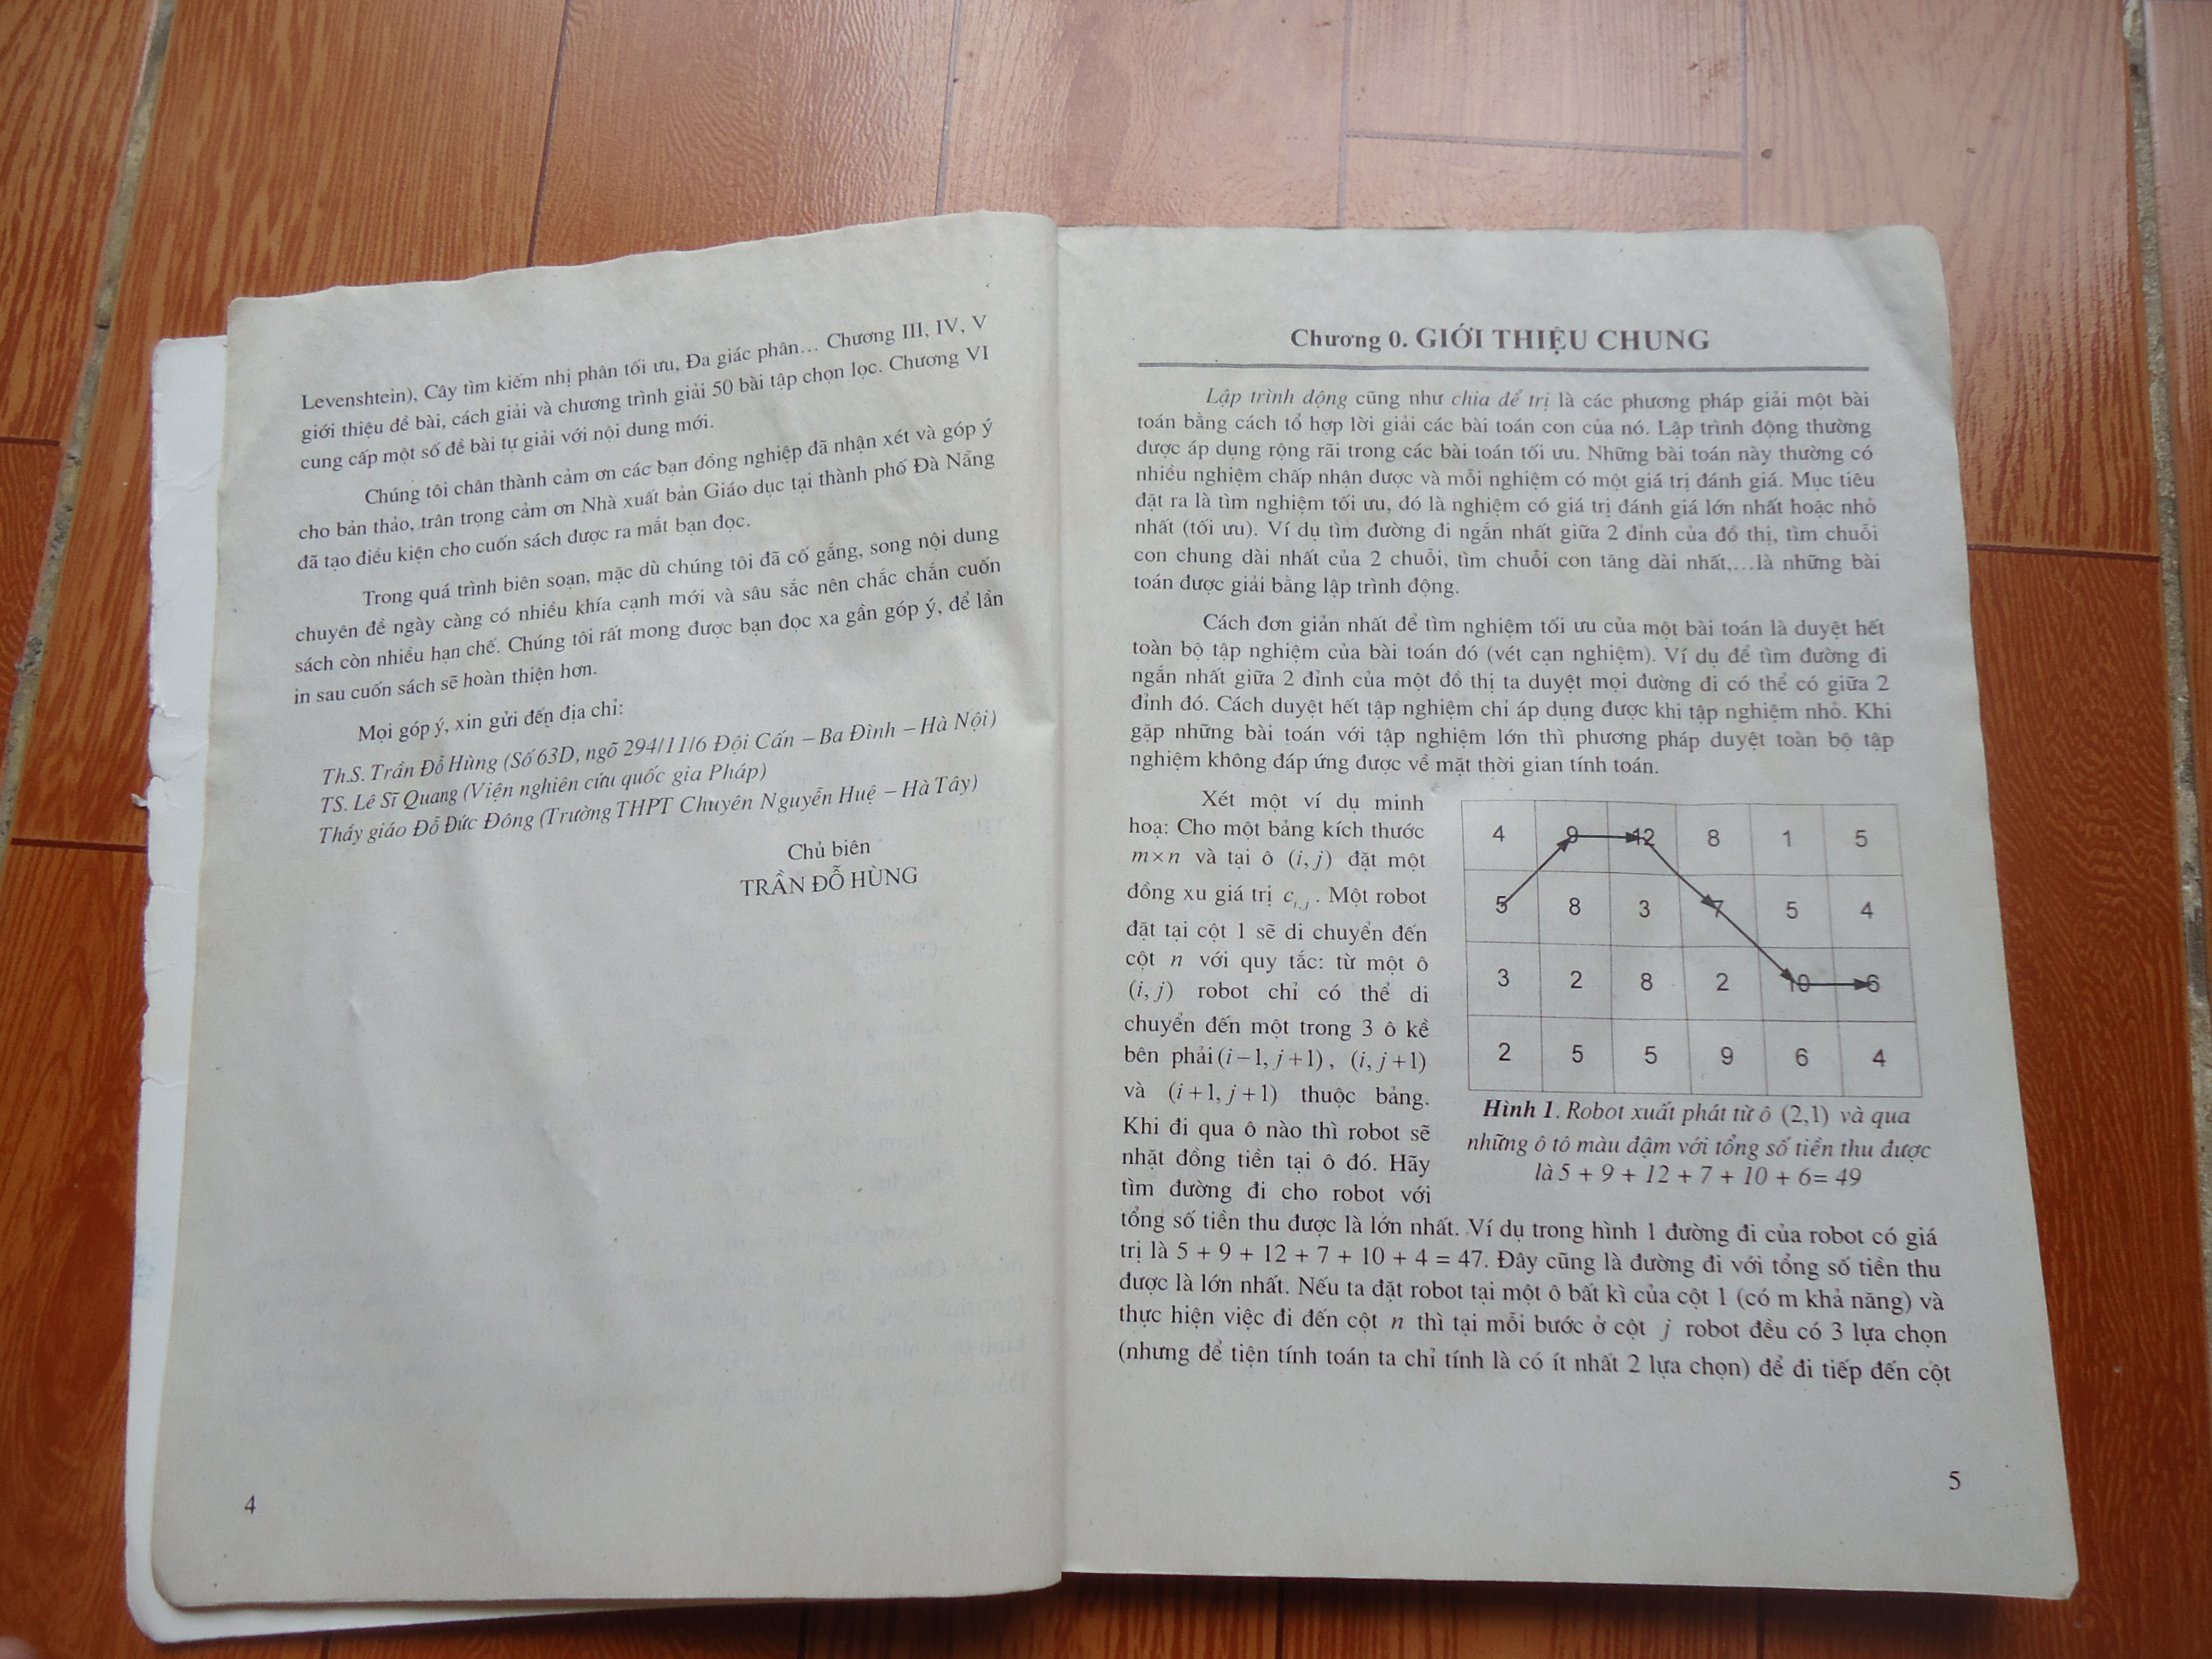 Levenshtein), Cây tìm kiếm nhị phân tối ưu, Đa giác phân... Chương III, IV, V
giới thiệu đề bài, cách giải và chương trình giải 50 bài tập chọn lọc. Chương VI
cung cấp một số đề bài tự giải với nội dung mới.
Chúng tôi chân thành cảm ơn các bạn đồng nghiệp đã nhận xét và góp ý
cho bản thảo, trân trọng cảm ơn Nhà xuất bản Giáo dục tại thành phố Đà Nẵng
đã tạo điều kiện cho cuốn sách được ra mắt bạn đọc.
Trong quá trình biên soạn, mặc dù chúng tôi đã cố gắng, song nội dung
chuyên đề ngày càng có nhiều khía cạnh mới và sâu sắc nên chắc chắn cuốn
sách còn nhiều hạn chế. Chúng tôi rất mong được bạn đọc xa gần góp ý, để lần
in sau cuốn sách sẽ hoàn thiện hơn.
Mọi góp ý, xin gửi đến địa chỉ:
Th.S. Trần Đỗ Hùng (Số 63D, ngõ 294/11/6 Đội Cấn – Ba Đình – Hà Nội)
TS. Lê Sĩ Quang (Viện nghiên cứu quốc gia Pháp)
Thầy giáo Đỗ Đức Đông (Trường THPT Chuyên Nguyễn Huệ – Hà Tây)
Chủ biên
TRẦN ĐỖ HÙNG
4
Chương 0. GIỚI THIỆU CHUNG
Lập trình động cũng như chia để trị là các phương pháp giải một bài
toán bằng cách tổ hợp lời giải các bài toán con của nó. Lập trình động thường
được áp dụng rộng rãi trong các bài toán tối ưu. Những bài toán này thường có
nhiều nghiệm chấp nhận được và mỗi nghiệm có một giá trị đánh giá. Mục tiêu
đặt ra là tìm nghiệm tối ưu, đó là nghiệm có giá trị đánh giá lớn nhất hoặc nhỏ
nhất (tối ưu). Ví dụ tìm đường đi ngắn nhất giữa 2 đỉnh của đồ thị, tìm chuỗi
con chung dài nhất của 2 chuỗi, tìm chuỗi con tăng dài nhất,...là những bài
toán được giải bằng lập trình động.
Cách đơn giản nhất để tìm nghiệm tối ưu của một bài toán là duyệt hết
toàn bộ tập nghiệm của bài toán đó (vét cạn nghiệm). Ví dụ để tìm đường đi
ngắn nhất giữa 2 đỉnh của một đồ thị ta duyệt mọi đường đi có thể có giữa 2
đỉnh đó. Cách duyệt hết tập nghiệm chỉ áp dụng được khi tập nghiệm nhỏ. Khi
gặp những bài toán với tập nghiệm lớn thì phương pháp duyệt toàn bộ tập
nghiệm không đáp ứng được về mặt thời gian tính toán.
Xét một ví dụ minh
hoạ: Cho một bảng kích thước
m×n và tại ô (i, j) đặt một
đồng xu giá trị c_{i,j}. Một robot
đặt tại cột 1 sẽ di chuyển đến
cột n với quy tắc: từ một ô
(i, j) robot chỉ có thể di
chuyển đến một trong 3 ô kề
bên phải (i−1, j+1), (i, j+1)
và (i+1, j+1) thuộc bảng.
Khi đi qua ô nào thì robot sẽ
nhặt đồng tiền tại ô đó. Hãy
tìm đường đi cho robot với
4 9 12 8 1 5
5 8 3 7 5 4
3 2 8 2 10 6
2 5 5 9 6 4
Hình 1. Robot xuất phát từ ô (2,1) và qua
những ô tô màu đậm với tổng số tiền thu được
là 5 + 9 + 12 + 7 + 10 + 6= 49
tổng số tiền thu được là lớn nhất. Ví dụ trong hình 1 đường đi của robot có giá
trị là 5 + 9 + 12 + 7 + 10 + 4 = 47. Đây cũng là đường đi với tổng số tiền thu
được là lớn nhất. Nếu ta đặt robot tại một ô bất kì của cột 1 (có m khả năng) và
thực hiện việc đi đến cột n thì tại mỗi bước ở cột j robot đều có 3 lựa chọn
(nhưng để tiện tính toán ta chỉ tính là có ít nhất 2 lựa chọn) để đi tiếp đến cột
5